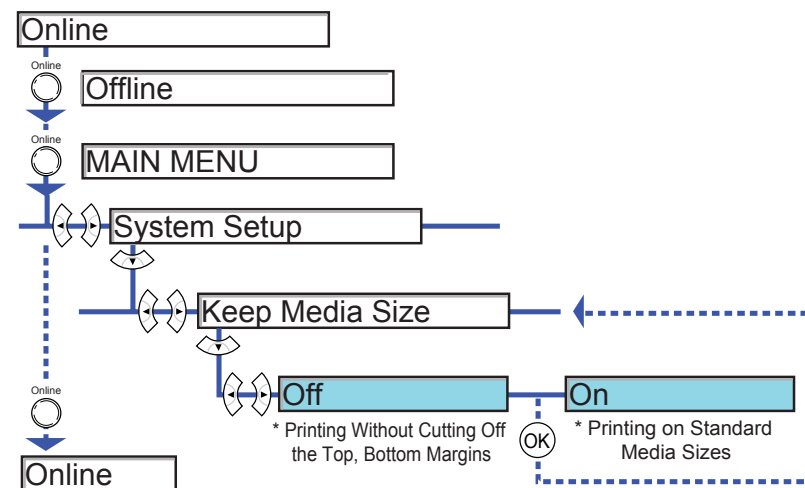 Online
Online
Offline
Online
MAIN MENU
System Setup
Keep Media Size
Off
On
* Printing Without Cutting Off
the Top, Bottom Margins
OK
* Printing on Standard
Media Sizes
Online
Online